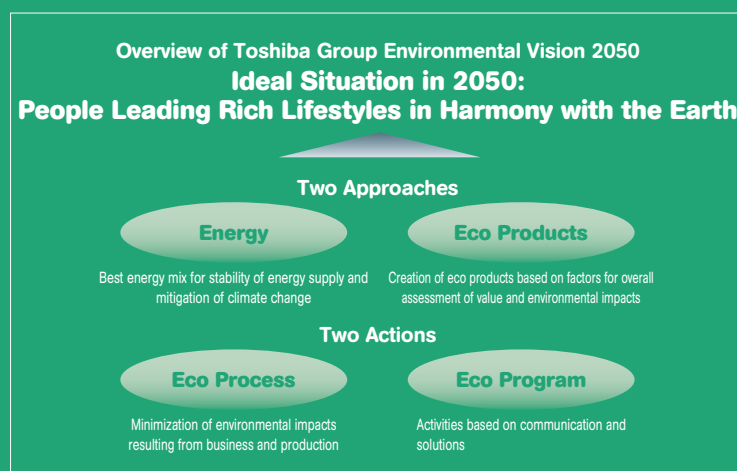 Overview of Toshiba Group Environmental Vision 2050
Ideal Situation in 2050:
People Leading Rich Lifestyles in Harmony with the Earth
Two Approaches
Energy
Eco Products
Best energy mix for stability of energy supply and
mitigation of climate change
Creation of eco products based on factors for overall
assessment of value and environmental impacts
Two Actions
Eco Process
Eco Program
Minimization of environmental impacts
resulting from business and production
Activities based on communication and
solutions